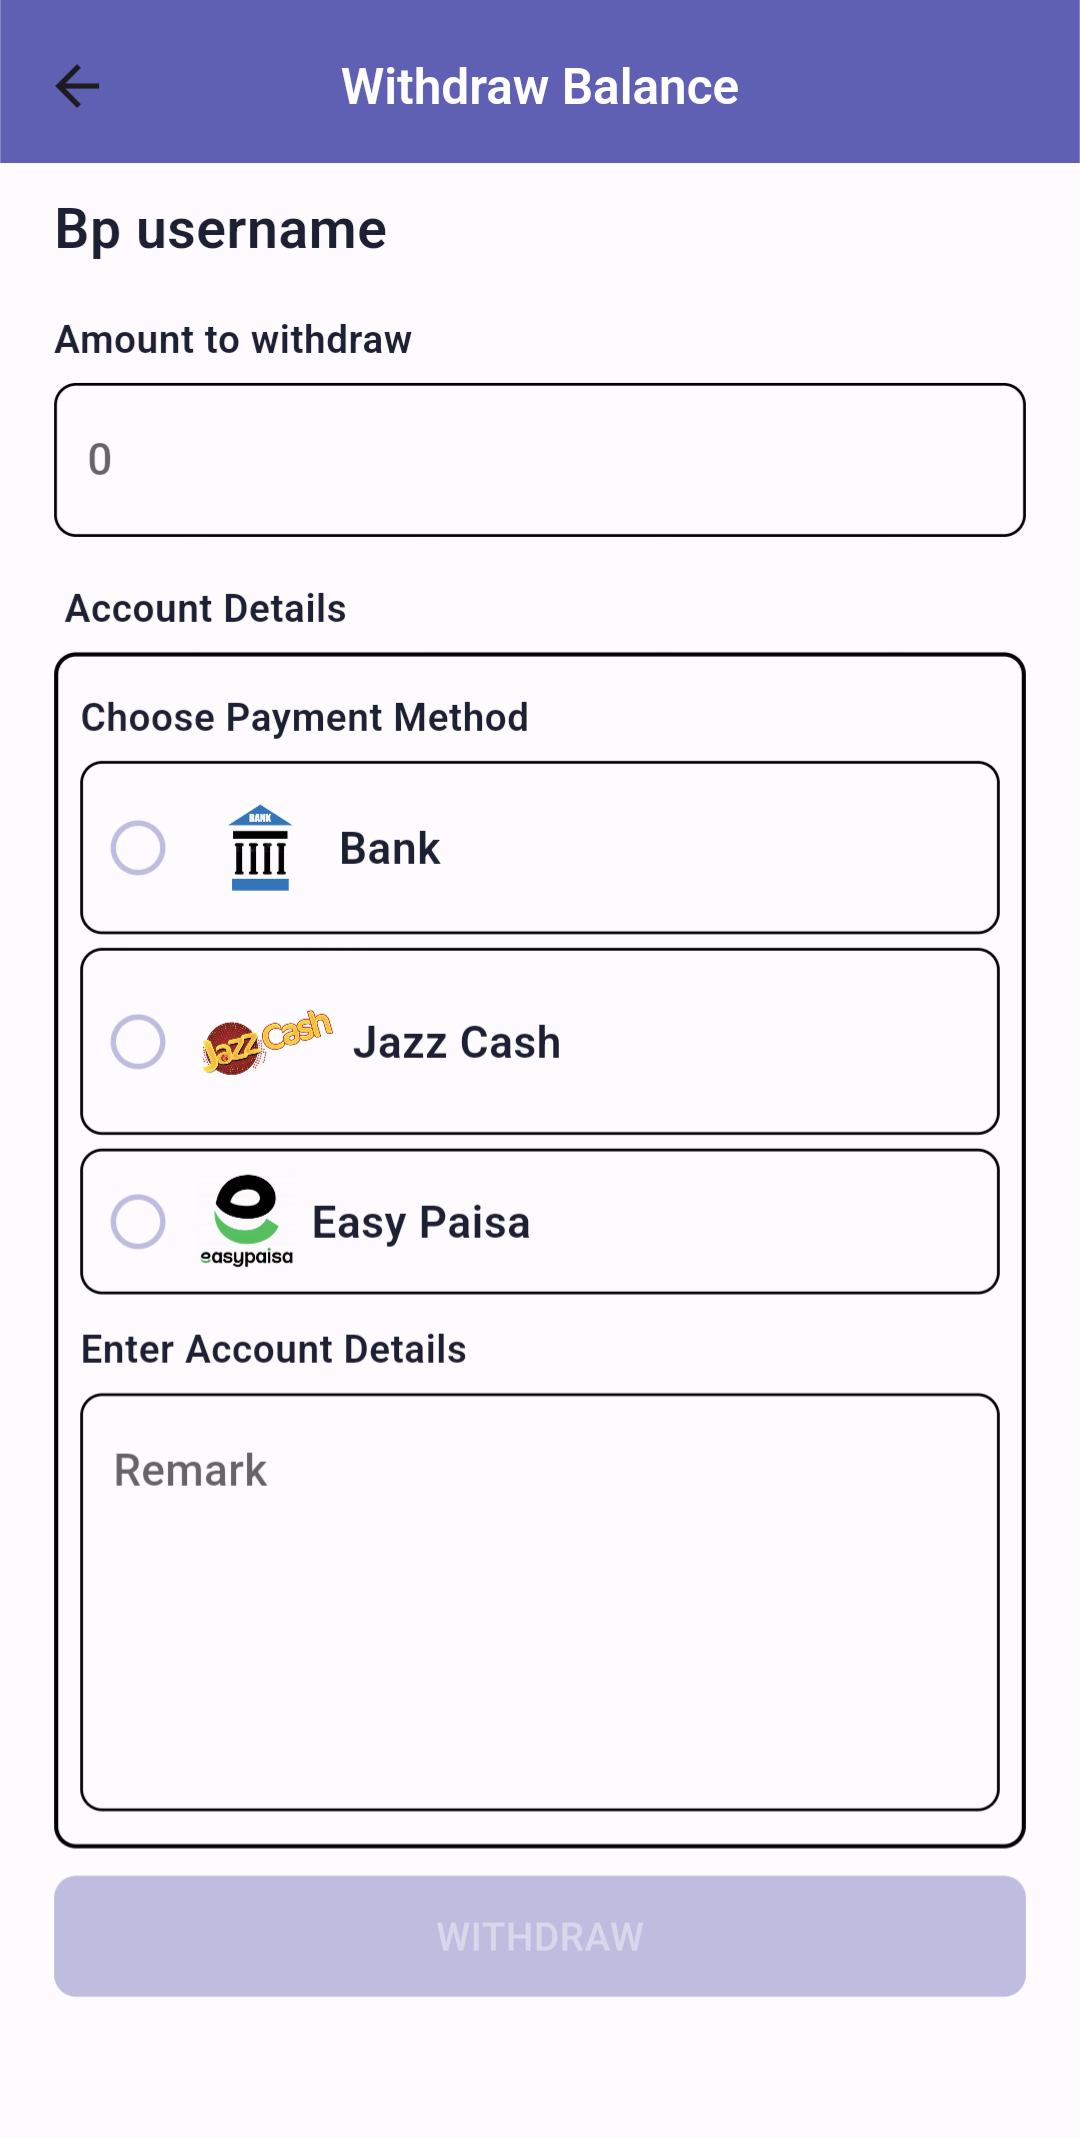 Withdraw Balance
Bp username
Amount to withdraw
0
Account Details
Choose Payment Method
BANK
Bank
Jazz Cash
Jazz Cash
easypaisa
Easy Paisa
Enter Account Details
Remark
WITHDRAW